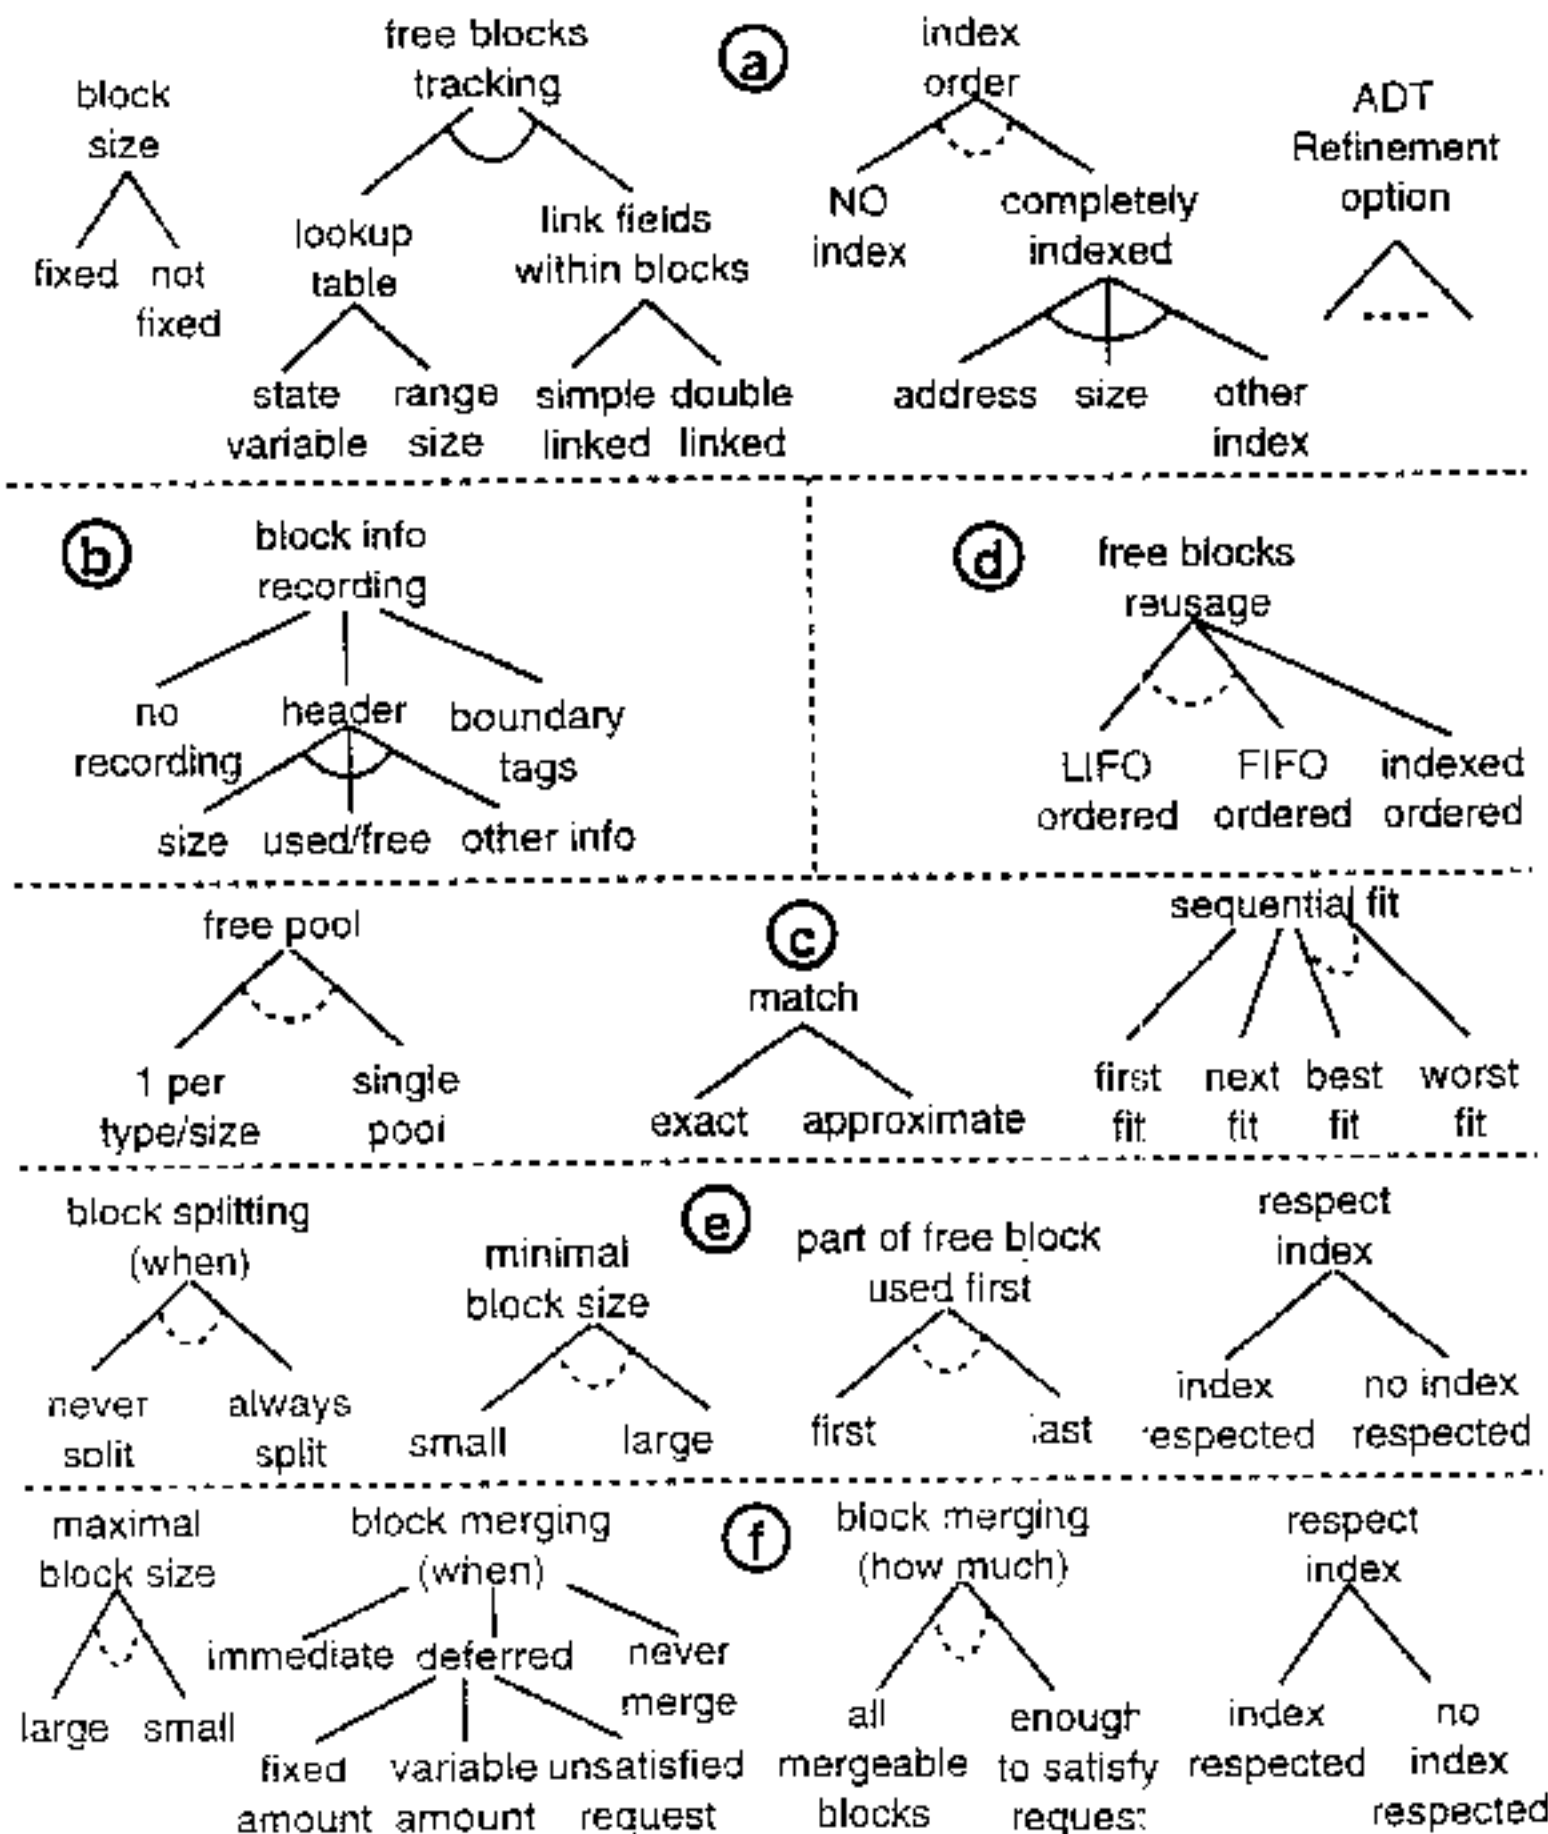 free blocks
tracking
a
index
order
block
size
ADT
Refinement
option
fixed
not
fixed
lookup
table
link fields
within blocks
NO
index
completely
indexed
state
variable
range
size
simple
linked
double
linked
address
size
other
index
b
block info
recording
no
recording
header
boundary
tags
size
used/free
other info
d
free blocks
reusage
LIFO
ordered
FIFO
ordered
indexed
ordered
free pool
1 per
type/size
single
pool
c
match
exact
approximate
sequential fit
first
fit
next
fit
best
fit
worst
fit
block splitting
(when)
never
split
always
split
minimal
block size
small
large
e
part of free block
used first
first
last
respect
index
index
respected
no index
respected
maximal
block size
large
small
block merging
(when)
immediate
deferred
never
merge
fixed
amount
variable
amount
unsatisfied
request
f
block merging
(how much)
all
mergeable
blocks
enough
to satisfy
request
respect
index
index
respected
no
index
respected